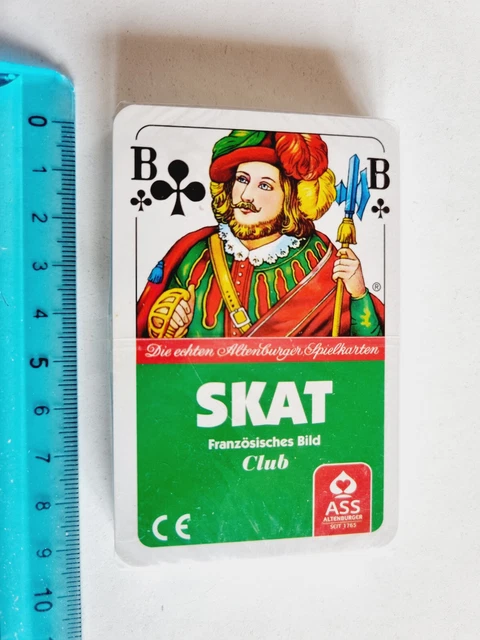 0
1
2
3
4
5
6
7
8
9
10
B
B
®
Die echten Altenburger Spielkarten
SKAT
Französisches Bild
Club
CE
ASS
ALTENBURGER
SEIT 1765